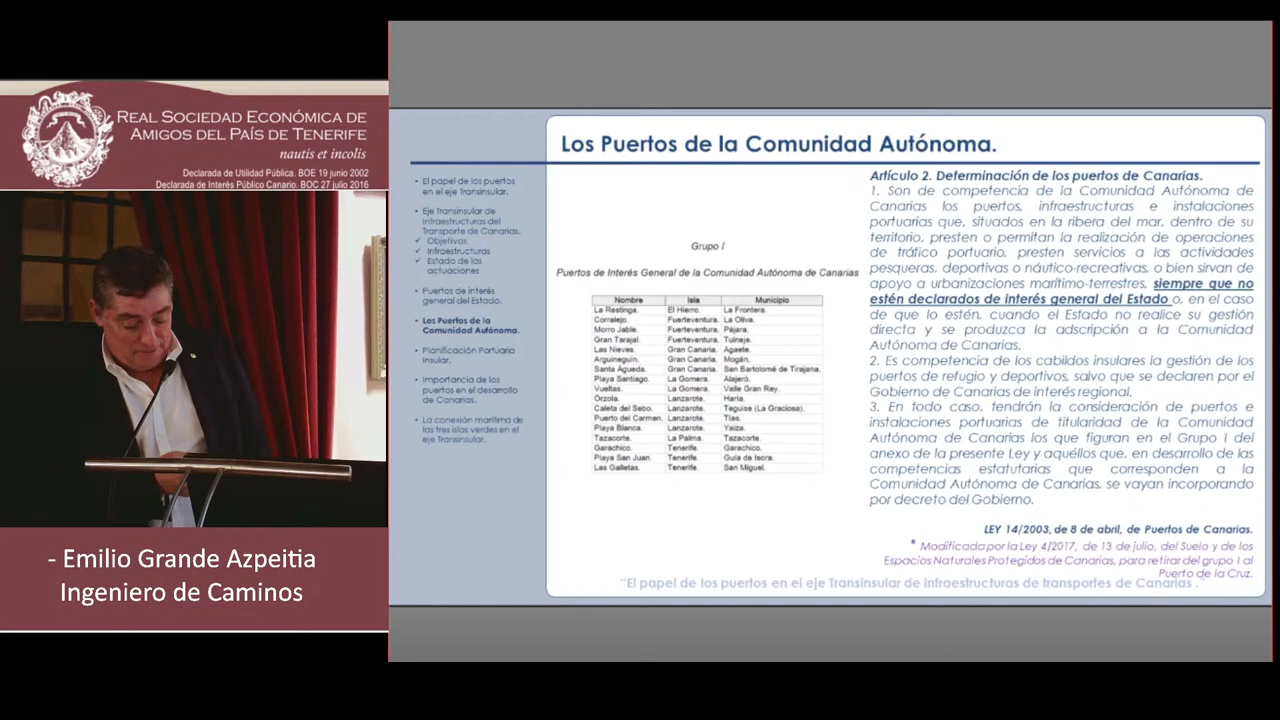 REAL SOCIEDAD ECONÓMICA DE
AMIGOS DEL PAÍS DE TENERIFE
nautis et incolis
Declarada de Utilidad Pública. BOE 19 junio 2002
Declarada de Interés Público Canario. BOC 27 julio 2016
- Emilio Grande Azpeitia
Ingeniero de Caminos
Los Puertos de la Comunidad Autónoma.
• El papel de los puertos
en el eje Transinsular.
• Eje Transinsular de
Infraestructuras del
Transporte de Canarias.
✓ Objetivos
✓ Infraestructuras
✓ Estado de las
actuaciones
• Puertos de interés
general del Estado.
• Los Puertos de la
Comunidad Autónoma.
• Planificación Portuaria
Insular.
• Importancia de los
puertos en el desarrollo
de Canarias.
• La conexión marítima de
las tres islas verdes en el
eje Transinsular.
Grupo I
Puertos de Interés General de la Comunidad Autónoma de Canarias
Nombre Isla Municipio
La Restinga. El Hierro. La Frontera.
Corralejo. Fuerteventura. La Oliva.
Morro Jable. Fuerteventura. Pájara.
Gran Tarajal. Fuerteventura. Tuineje.
Las Nieves. Gran Canaria. Agaete.
Arguineguín. Gran Canaria. Mogán.
Santa Águeda. Gran Canaria. San Bartolomé de Tirajana.
Playa Santiago. La Gomera. Alajeró.
Vueltas. La Gomera. Valle Gran Rey.
Órzola. Lanzarote. Haría.
Caleta del Sebo. Lanzarote. Teguise (La Graciosa).
Puerto del Carmen. Lanzarote. Tías.
Playa Blanca. Lanzarote. Yaiza.
Tazacorte. La Palma. Tazacorte.
Garachico. Tenerife. Garachico.
Playa San Juan. Tenerife. Guía de Isora.
Las Galletas. Tenerife. San Miguel.
Artículo 2. Determinación de los puertos de Canarias.
1. Son de competencia de la Comunidad Autónoma de
Canarias los puertos, infraestructuras e instalaciones
portuarias que, situados en la ribera del mar, dentro de su
territorio, presten o permitan la realización de operaciones
de tráfico portuario, presten servicios a las actividades
pesqueras, deportivas o náutico-recreativas, o bien sirvan de
apoyo a urbanizaciones marítimo-terrestres, siempre que no
estén declarados de interés general del Estado o, en el caso
de que lo estén, cuando el Estado no realice su gestión
directa y se produzca la adscripción a la Comunidad
Autónoma de Canarias.
2. Es competencia de los cabildos insulares la gestión de los
puertos de refugio y deportivos, salvo que se declaren por el
Gobierno de Canarias de interés regional.
3. En todo caso, tendrán la consideración de puertos e
instalaciones portuarias de titularidad de la Comunidad
Autónoma de Canarias los que figuran en el Grupo I del
anexo de la presente Ley y aquéllos que, en desarrollo de las
competencias estatutarias que corresponden a la
Comunidad Autónoma de Canarias, se vayan incorporando
por decreto del Gobierno.
LEY 14/2003, de 8 de abril, de Puertos de Canarias.
* Modificada por la Ley 4/2017, de 13 de julio, del Suelo y de los
Espacios Naturales Protegidos de Canarias, para retirar del grupo I al
Puerto de la Cruz.
"El papel de los puertos en el eje Transinsular de infraestructuras de transportes de Canarias".